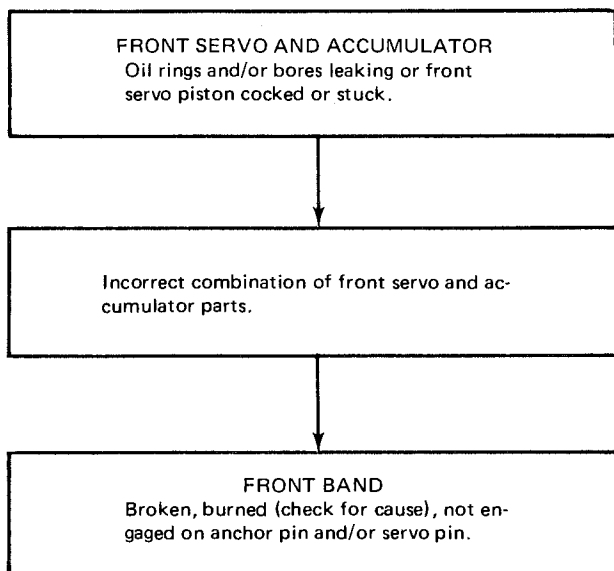 FRONT SERVO AND ACCUMULATOR
Oil rings and/or bores leaking or front
servo piston cocked or stuck.
Incorrect combination of front servo and ac-
cumulator parts.
FRONT BAND
Broken, burned (check for cause), not en-
gaged on anchor pin and/or servo pin.